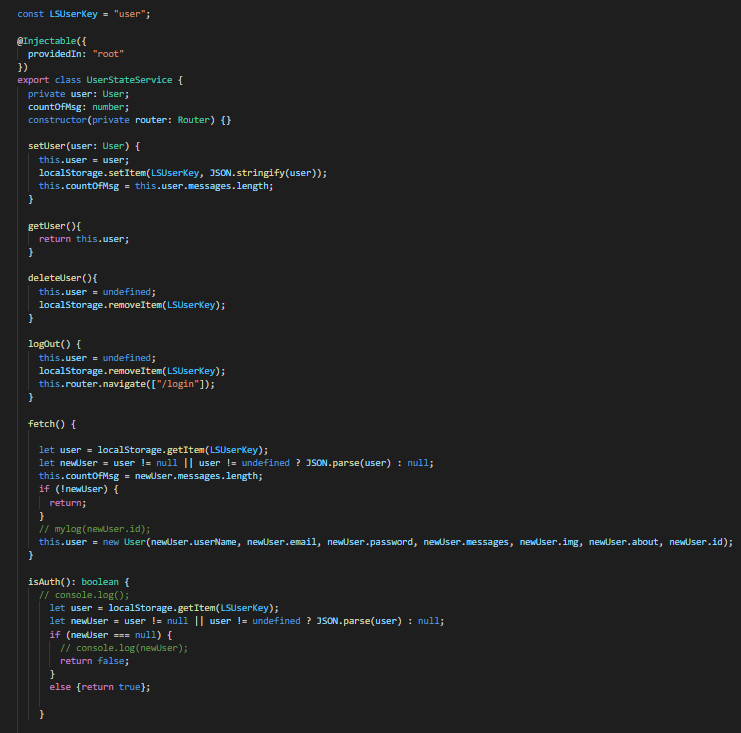 const LSUserKey = "user";
@Injectable({
providedIn: "root"
})
export class UserStateService {
private user: User;
countOfMsg: number;
constructor(private router: Router) {}
setUser(user: User) {
this.user = user;
localStorage.setItem(LSUserKey, JSON.stringify(user));
this.countOfMsg = this.user.messages.length;
}
getUser(){
return this.user;
}
deleteUser(){
this.user = undefined;
localStorage.removeItem(LSUserKey);
}
logOut() {
this.user = undefined;
localStorage.removeItem(LSUserKey);
this.router.navigate(["/login"]);
}
fetch() {
let user = localStorage.getItem(LSUserKey);
let newUser = user != null || user != undefined ? JSON.parse(user) : null;
this.countOfMsg = newUser.messages.length;
if (!newUser) {
return;
}
// mylog(newUser.id);
this.user = new User(newUser.userName, newUser.email, newUser.password, newUser.messages, newUser.img, newUser.about, newUser.id);
}
isAuth(): boolean {
// console.log();
let user = localStorage.getItem(LSUserKey);
let newUser = user != null || user != undefined ? JSON.parse(user) : null;
if (newUser === null) {
// console.log(newUser);
return false;
}
else {return true};
}